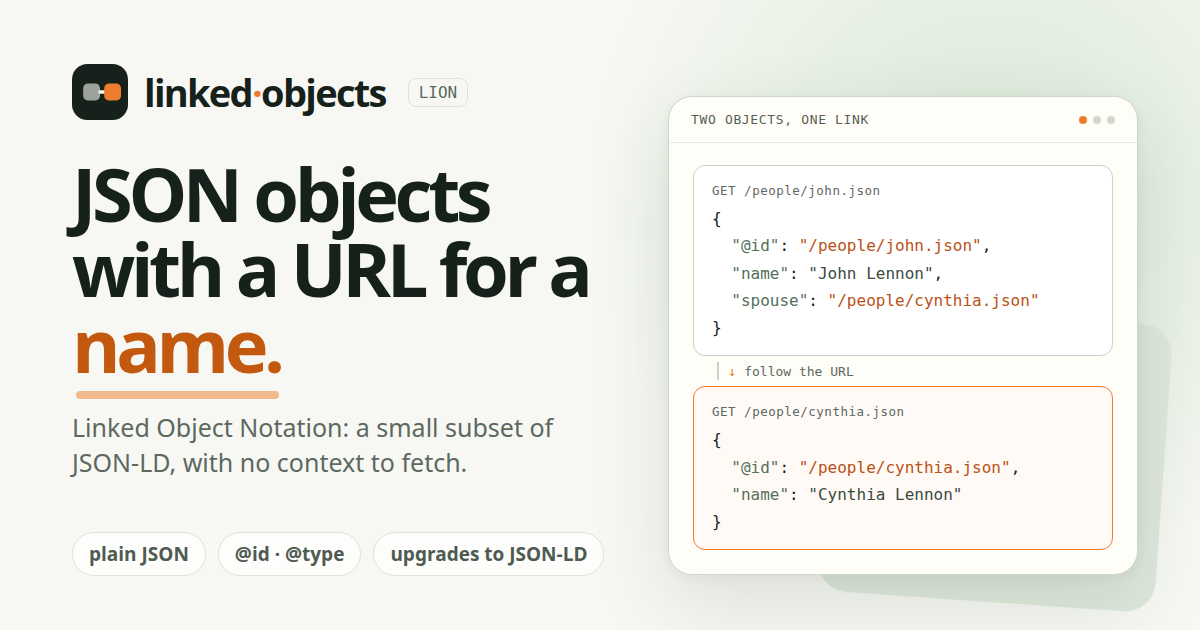 linked·objects LION
JSON objects
with a URL for a
name.
Linked Object Notation: a small subset of
JSON-LD, with no context to fetch.
plain JSON
@id · @type
upgrades to JSON-LD
TWO OBJECTS, ONE LINK
GET /people/john.json
{
"@id": "/people/john.json",
"name": "John Lennon",
"spouse": "/people/cynthia.json"
}
↓ follow the URL
GET /people/cynthia.json
{
"@id": "/people/cynthia.json",
"name": "Cynthia Lennon"
}